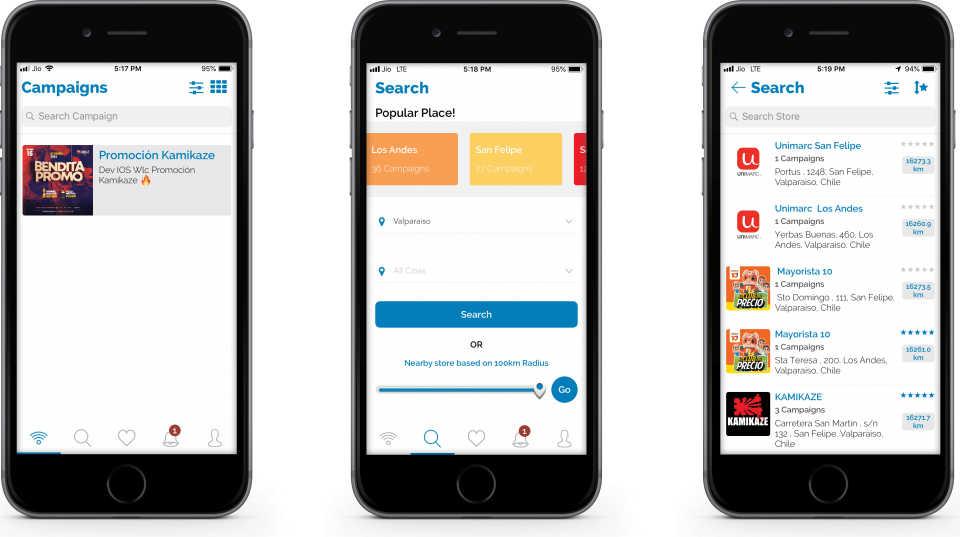 Jio
5:17 PM
95%
Campaigns
Search Campaign
BENDITA
PROMO
Promoción Kamikaze
Dev IOS Wlc Promoción
Kamikaze 🔥
1
Jio LTE
5:18 PM
95%
Search
Popular Place!
Los Andes
36 Campaigns
San Felipe
27 Campaigns
S
12
Valparaiso
All Cities
Search
OR
Nearby store based on 100km Radius
Go
1
Jio LTE
5:19 PM
94%
Search
Search Store
UNIMARC
Unimarc San Felipe
1 Campaigns
Portus , 1248, San Felipe,
Valparaiso, Chile
16273.3
km
UNIMARC
Unimarc Los Andes
1 Campaigns
Yerbas Buenas, 460, Los
Andes, Valparaiso, Chile
16260.9
km
10
PRECIO
Mayorista 10
1 Campaigns
Sto Domingo , 111, San Felipe,
Valparaiso, Chile
16273.5
km
10
PRECIO
Mayorista 10
1 Campaigns
Sta Teresa , 200, Los Andes,
Valparaiso, Chile
16261.0
km
KAMIKAZE
KAMIKAZE
3 Campaigns
Carretera San Martin , s/n
132 , San Felipe, Valparaiso,
Chile
16271.7
km